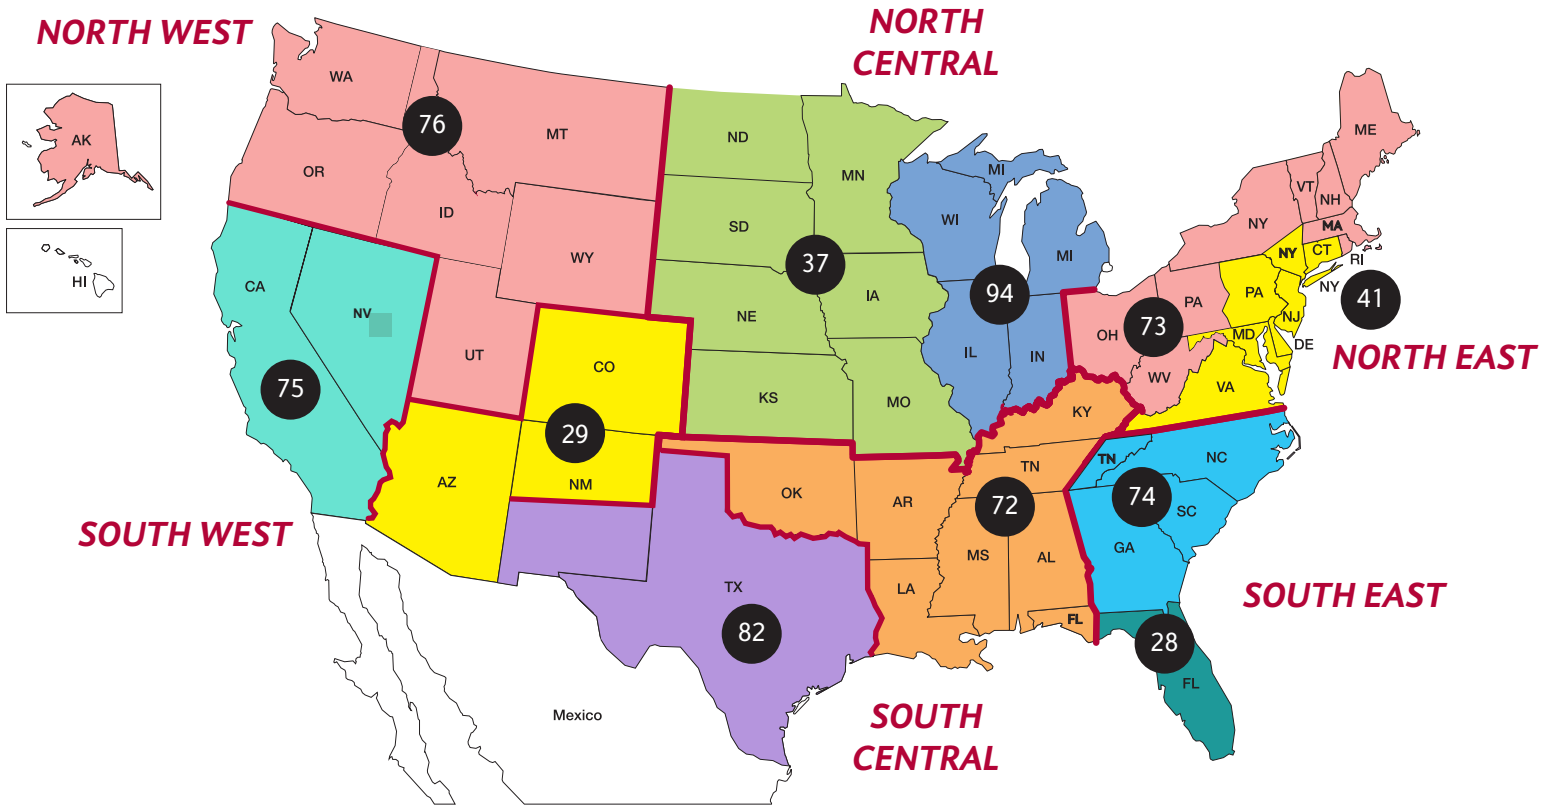 NORTH WEST
NORTH
CENTRAL
WA
MT
OR
ID
WY
UT
76
AK
HI
CA
NV
75
SOUTH WEST
CO
29
AZ
NM
ND
MN
SD
37
NE
IA
KS
MO
MI
WI
MI
94
IL
IN
ME
VT
NH
NY
MA
NY
CT
RI
NY
PA
PA
NJ
41
OH
73
MD
DE
WV
VA
NORTH EAST
KY
TN
OK
AR
72
MS
AL
LA
FL
TN
NC
74
SC
GA
SOUTH EAST
28
FL
TX
82
Mexico
SOUTH
CENTRAL